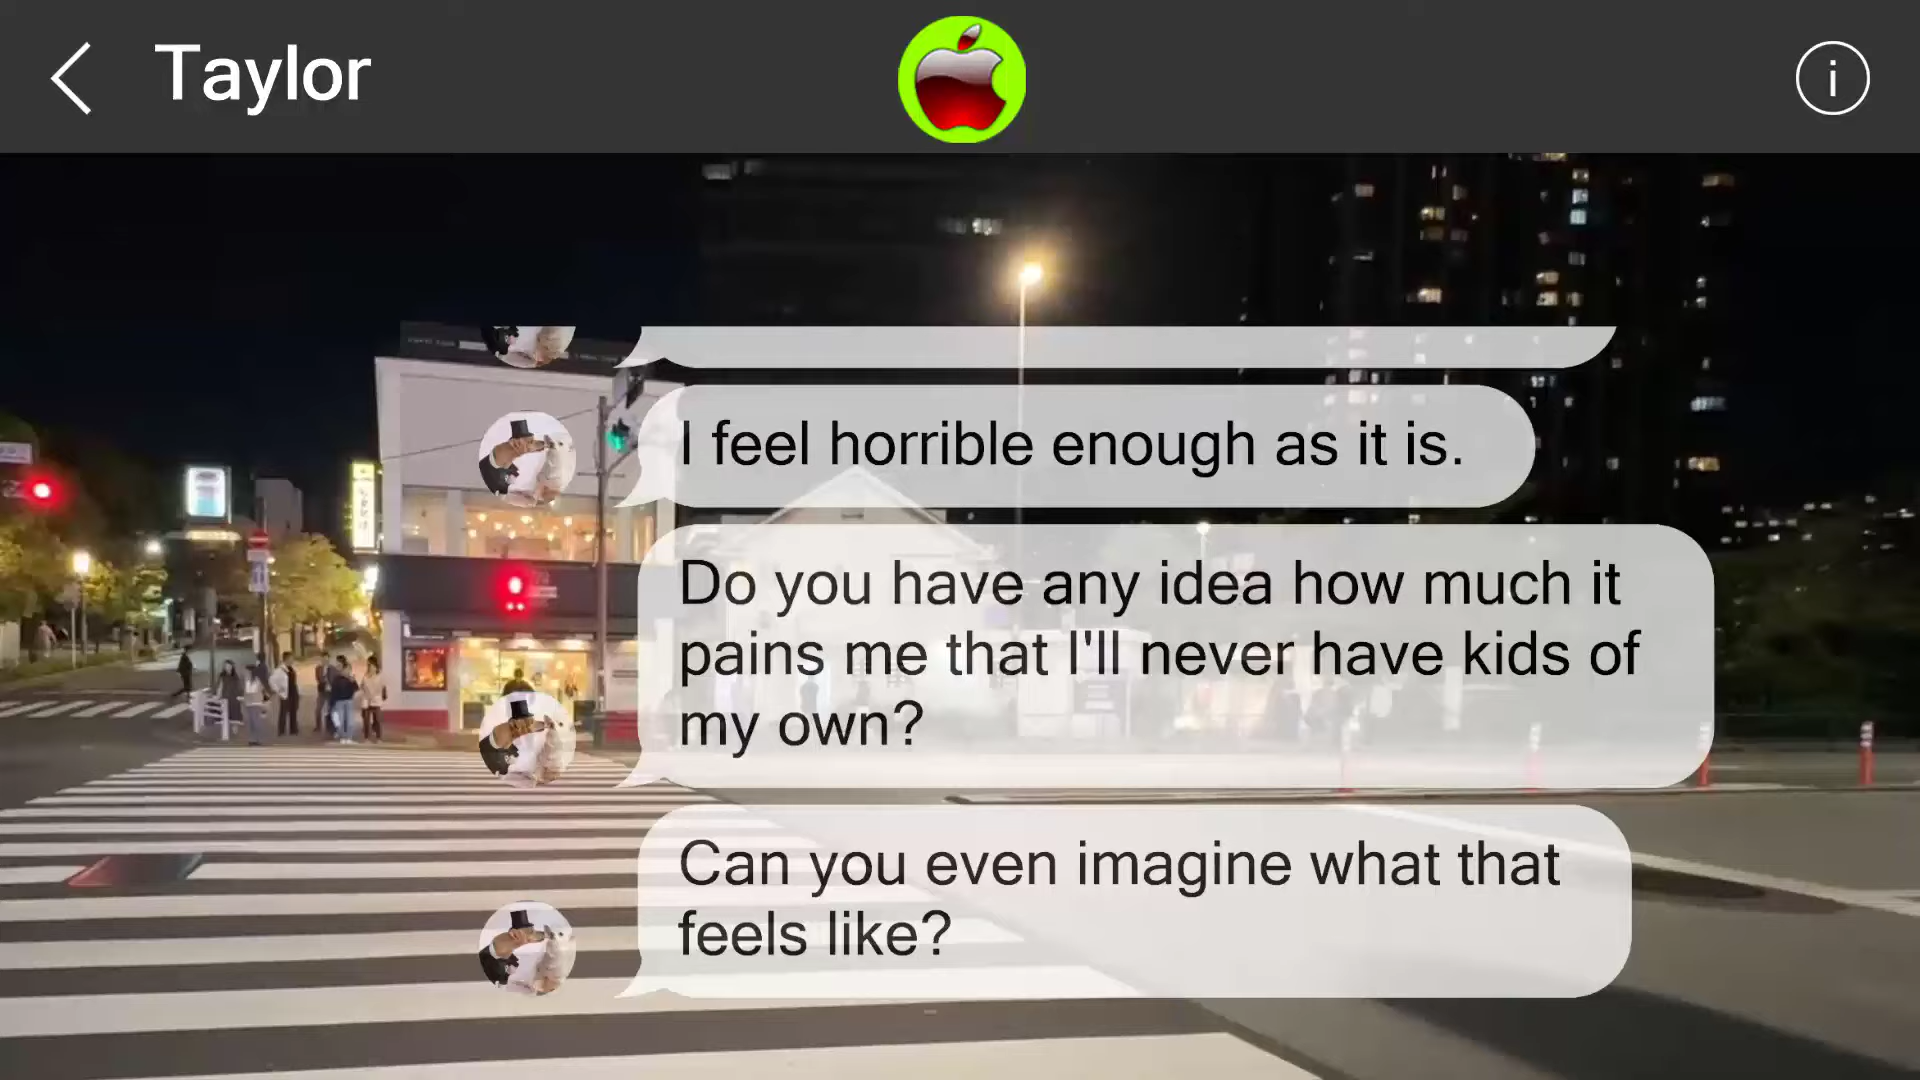 Taylor
i
I feel horrible enough as it is.
Do you have any idea how much it
pains me that I'll never have kids of
my own?
Can you even imagine what that
feels like?